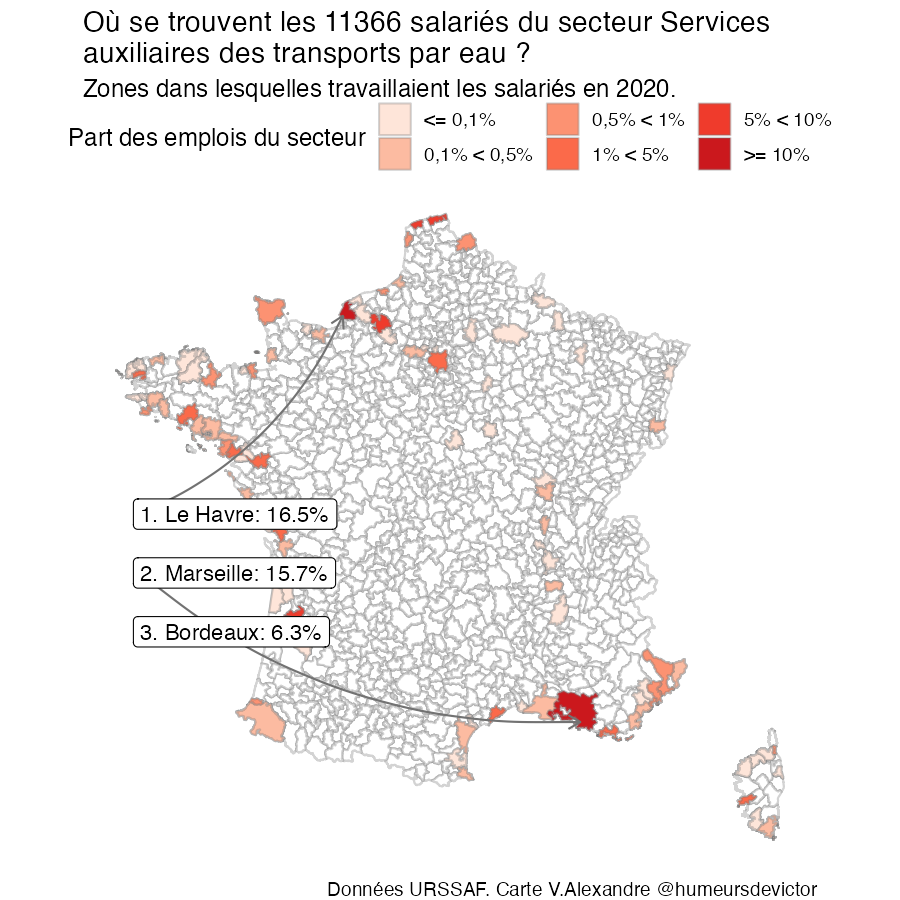 Où se trouvent les 11366 salariés du secteur Services
auxiliaires des transports par eau ?
Zones dans lesquelles travaillaient les salariés en 2020.
Part des emplois du secteur
<= 0,1%
0,5% < 1%
5% < 10%
0,1% < 0,5%
1% < 5%
>= 10%
1. Le Havre: 16.5%
2. Marseille: 15.7%
3. Bordeaux: 6.3%
Données URSSAF. Carte V.Alexandre @humeursdevictor